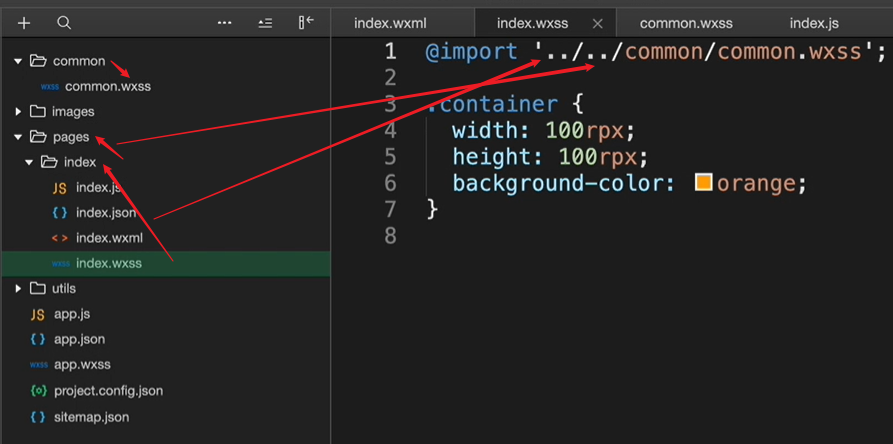 index.wxml
index.wxss
common.wxss
index.js
common
wxss common.wxss
images
pages
index
JS index.js
{ } index.json
< > index.wxml
wxss index.wxss
utils
JS app.js
{ } app.json
wxss app.wxss
{o} project.config.json
{ } sitemap.json
1 @import '../../common/common.wxss';
2
3 .container {
4 width: 100rpx;
5 height: 100rpx;
6 background-color: orange;
7 }
8